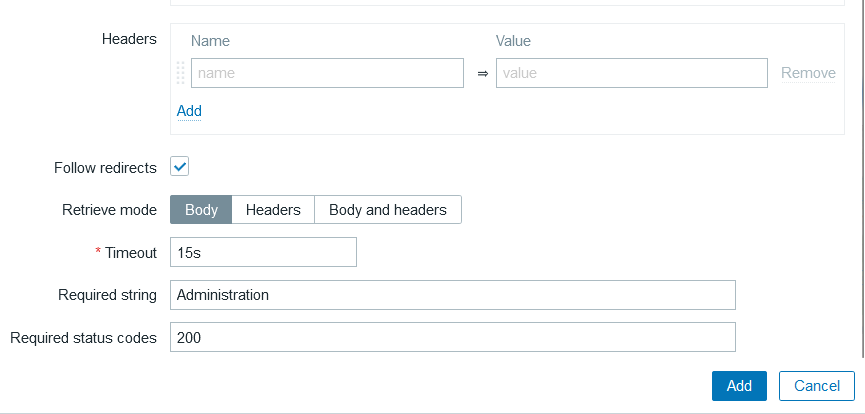 Headers
Name Value
name ⇒ value Remove
Add
Follow redirects
Retrieve mode Body Headers Body and headers
* Timeout 15s
Required string Administration
Required status codes 200
Add Cancel